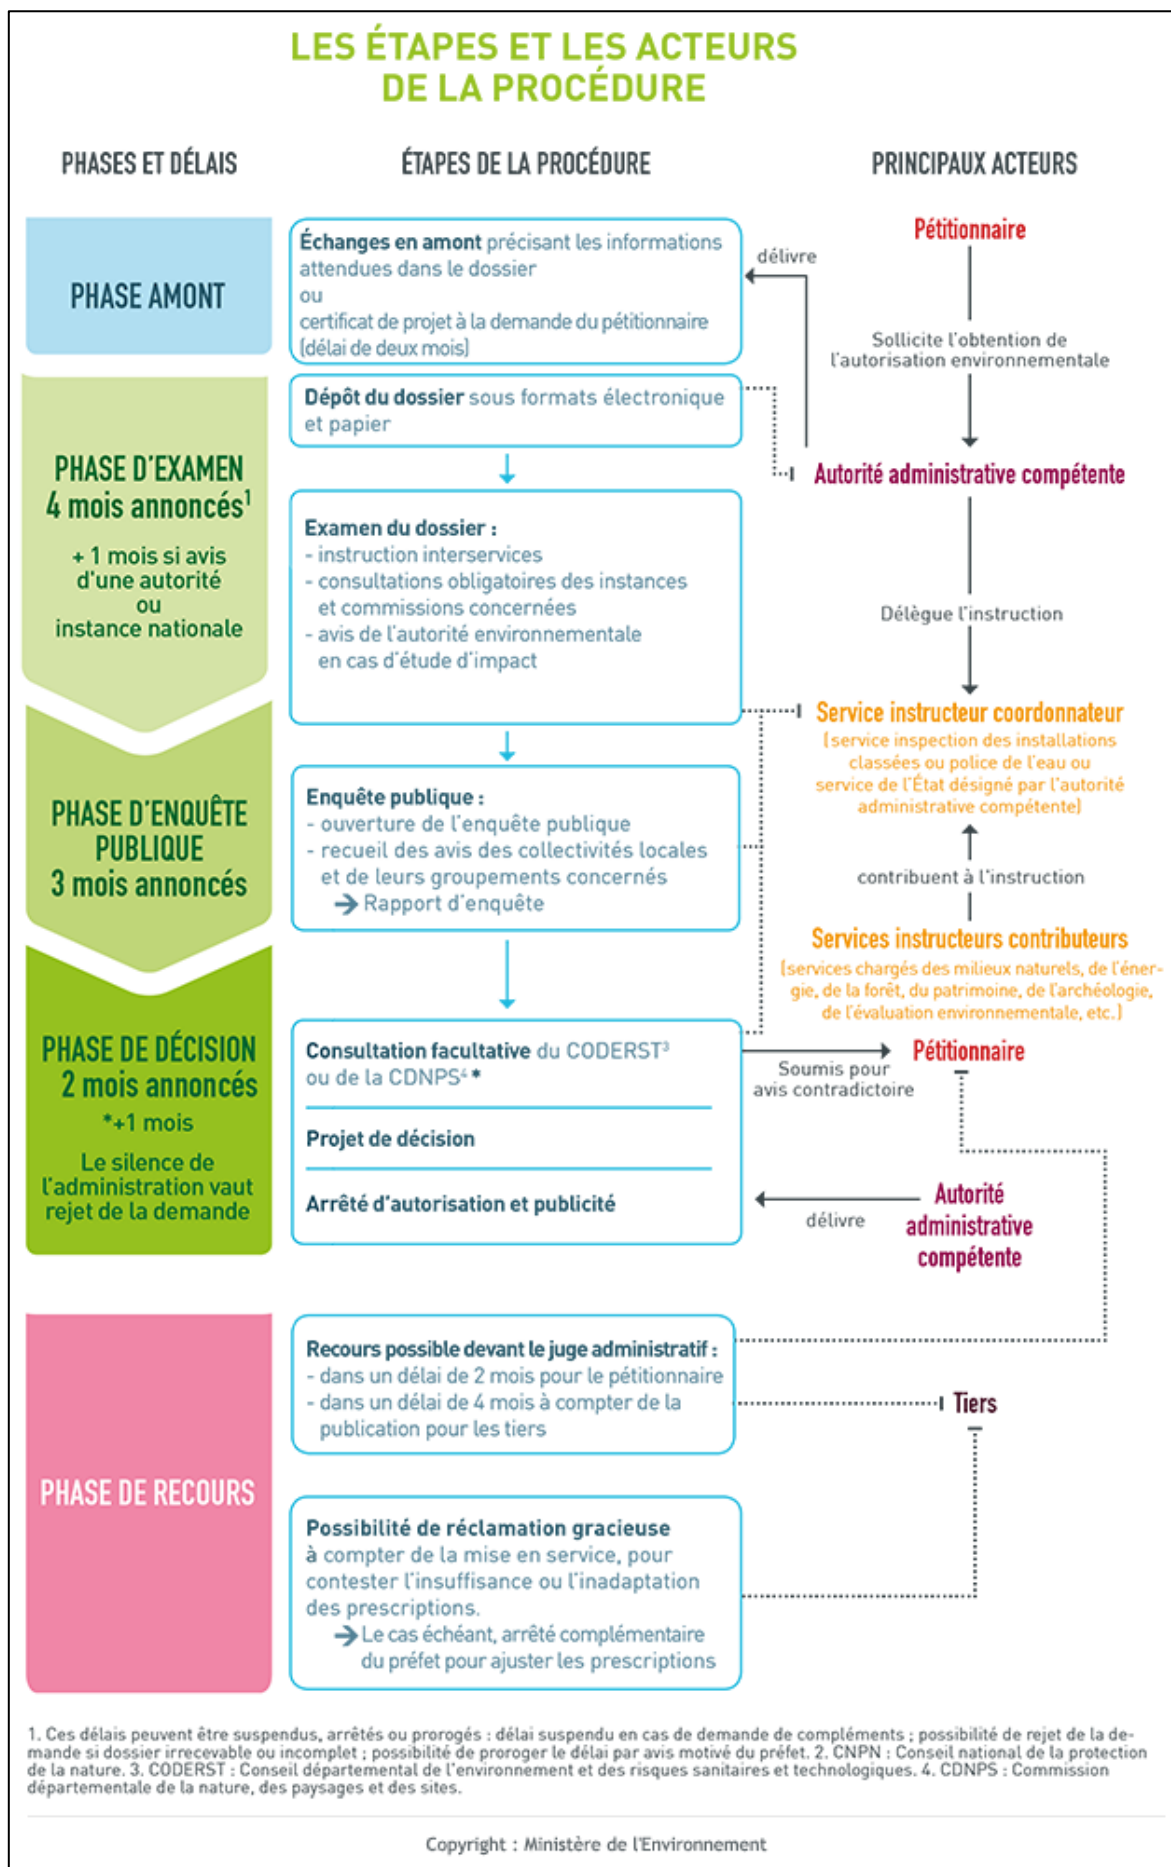 LES ÉTAPES ET LES ACTEURS
DE LA PROCÉDURE
PHASES ET DÉLAIS
ÉTAPES DE LA PROCÉDURE
PRINCIPAUX ACTEURS
PHASE AMONT
Échanges en amont précisant les informations
attendues dans le dossier
ou
certificat de projet à la demande du pétitionnaire
(délai de deux mois)
délivre
Pétitionnaire
Sollicite l'obtention de
l'autorisation environnementale
PHASE D'EXAMEN
4 mois annoncés¹
+ 1 mois si avis
d'une autorité
ou
instance nationale
Dépôt du dossier sous formats électronique
et papier
Autorité administrative compétente
Examen du dossier :
- instruction interservices
- consultations obligatoires des instances
et commissions concernées
- avis de l'autorité environnementale
en cas d'étude d'impact
Délègue l'instruction
Service instructeur coordonnateur
(service inspection des installations
classées ou police de l'eau ou
service de l'État désigné par l'autorité
administrative compétente)
PHASE D'ENQUÊTE
PUBLIQUE
3 mois annoncés
Enquête publique :
- ouverture de l'enquête publique
- recueil des avis des collectivités locales
et de leurs groupements concernés
→ Rapport d'enquête
contribuent à l'instruction
Services instructeurs contributeurs
(services chargés des milieux naturels, de l'éner-
gie, de la forêt, du patrimoine, de l'archéologie,
de l'évaluation environnementale, etc.)
PHASE DE DÉCISION
2 mois annoncés
*+1 mois
Le silence de
l'administration vaut
rejet de la demande
Consultation facultative du CODERST³
ou de la CDNPS⁴ *
Projet de décision
Arrêté d'autorisation et publicité
Soumis pour
avis contradictoire
Pétitionnaire
délivre
Autorité
administrative
compétente
PHASE DE RECOURS
Recours possible devant le juge administratif :
- dans un délai de 2 mois pour le pétitionnaire
- dans un délai de 4 mois à compter de la
publication pour les tiers
Tiers
Possibilité de réclamation gracieuse
à compter de la mise en service, pour
contester l'insuffisance ou l'inadaptation
des prescriptions.
→ Le cas échéant, arrêté complémentaire
du préfet pour ajuster les prescriptions
1. Ces délais peuvent être suspendus, arrêtés ou prorogés : délai suspendu en cas de demande de compléments ; possibilité de rejet de la de-
mande si dossier irrecevable ou incomplet ; possibilité de proroger le délai par avis motivé du préfet. 2. CNPN : Conseil national de la protection
de la nature. 3. CODERST : Conseil départemental de l'environnement et des risques sanitaires et technologiques. 4. CDNPS : Commission
départementale de la nature, des paysages et des sites.
Copyright : Ministère de l'Environnement